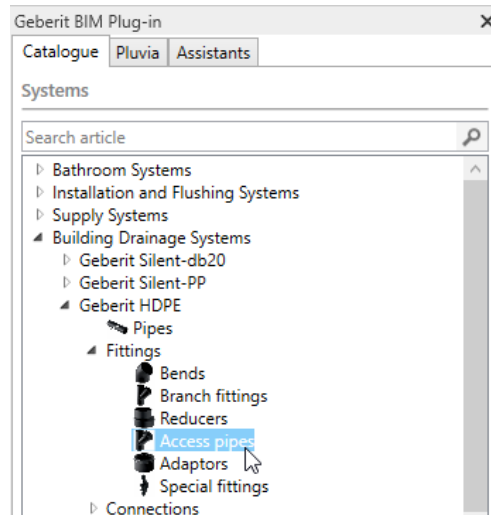 Geberit BIM Plug-in
Catalogue Pluvia Assistants
Systems
Search article
Bathroom Systems
Installation and Flushing Systems
Supply Systems
Building Drainage Systems
Geberit Silent-db20
Geberit Silent-PP
Geberit HDPE
Pipes
Fittings
Bends
Branch fittings
Reducers
Access pipes
Adaptors
Special fittings
Connections